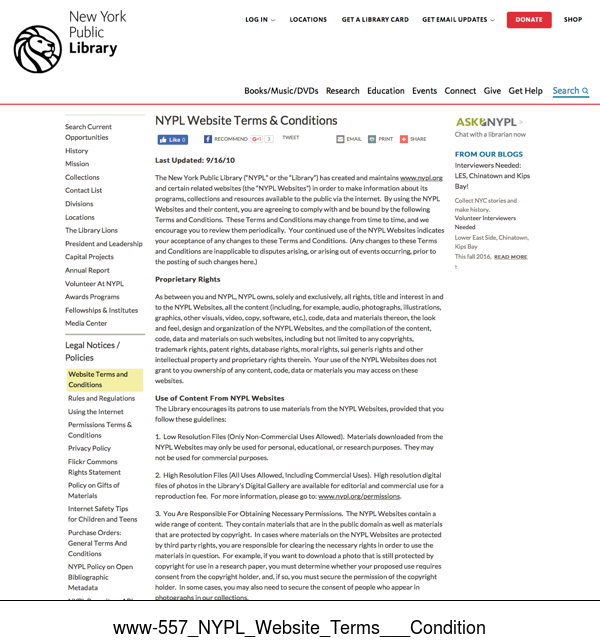 New York
Public
Library
LOG IN
LOCATIONS
GET A LIBRARY CARD
GET EMAIL UPDATES
DONATE
SHOP
Books/Music/DVDs
Research
Education
Events
Connect
Give
Get Help
Search
Search Current
Opportunities
History
Mission
Collections
Contact List
Divisions
Locations
The Library Lions
President and Leadership
Capital Projects
Annual Report
Volunteer At NYPL
Awards Programs
Fellowships & Institutes
Media Center
Legal Notices /
Policies
Website Terms and
Conditions
Rules and Regulations
Using the Internet
Permissions Terms &
Conditions
Privacy Policy
Flickr Commons
Rights Statement
Policy on Gifts of
Materials
Internet Safety Tips
for Children and Teens
Purchase Orders:
General Terms And
Conditions
NYPL Policy on Open
Bibliographic
Metadata
NYPL Website Terms & Conditions
Like 0
RECOMMEND
G+1
3
TWEET
EMAIL
PRINT
SHARE
Last Updated: 9/16/10
The New York Public Library ("NYPL" or the "Library") has created and maintains www.nypl.org
and certain related websites (the "NYPL Websites") in order to make information about its
programs, collections and resources available to the public via the internet. By using the NYPL
Websites and their content, you are agreeing to comply with and be bound by the following
Terms and Conditions. These Terms and Conditions may change from time to time, and we
encourage you to review them periodically. Your continued use of the NYPL Websites indicates
your acceptance of any changes to these Terms and Conditions. (Any changes to these Terms
and Conditions are inapplicable to disputes arising, or arising out of events occurring, prior to
the posting of such changes here.)
Proprietary Rights
As between you and NYPL, NYPL owns, solely and exclusively, all rights, title and interest in and
to the NYPL Websites, all the content (including, for example, audio, photographs, illustrations,
graphics, other visuals, video, copy, software, etc.), code, data and materials thereon, the look
and feel, design and organization of the NYPL Websites, and the compilation of the content,
code, data and materials on such websites, including but not limited to any copyrights,
trademark rights, patent rights, database rights, moral rights, sui generis rights and other
intellectual property and proprietary rights therein. Your use of the NYPL Websites does not
grant to you ownership of any content, code, data or materials you may access on these
websites.
Use of Content From NYPL Websites
The Library encourages its patrons to use materials from the NYPL Websites, provided that you
follow these guidelines:
1. Low Resolution Files (Only Non-Commercial Uses Allowed). Materials downloaded from the
NYPL Websites may only be used for personal, educational, or research purposes. They may
not be used for commercial purposes.
2. High Resolution Files (All Uses Allowed, Including Commercial Uses). High resolution digital
files of photos in the Library's Digital Gallery are available for editorial and commercial use for a
reproduction fee. For more information, please go to: www.nypl.org/permissions.
3. You Are Responsible For Obtaining Necessary Permissions. The NYPL Websites contain a
wide range of content. They contain materials that are in the public domain as well as materials
that are protected by copyright. In cases where materials on the NYPL Websites are protected
by third party rights, you are responsible for clearing the necessary rights in order to use the
materials in question. For example, if you want to download a photo that is still protected by
copyright for use in a research paper, you must determine whether your proposed use requires
consent from the copyright holder, and, if so, you must secure the permission of the copyright
holder. In some cases, you may also need to secure the consent of people who appear in
photographs in our collections.
ASK NYPL >
Chat with a librarian now
FROM OUR BLOGS
Interviewers Needed:
LES, Chinatown and Kips
Bay!
Collect NYC stories and
make history.
Volunteer Interviewers
Needed
Lower East Side, Chinatown,
Kips Bay
This fall 2016, READ MORE
www-557_NYPL_Website_Terms___Condition